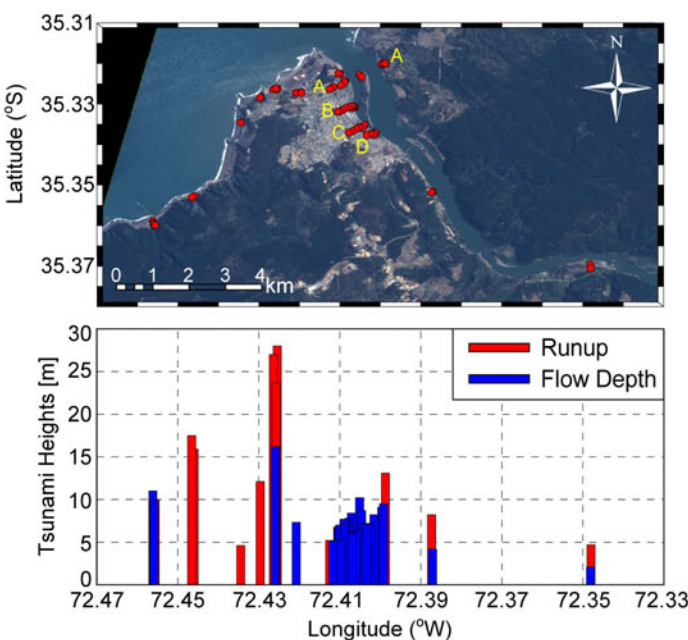 35.31
35.33
35.35
35.37
Latitude (°S)
N
A
A
B
C
D
0 1 2 3 4
km
30
25
20
15
10
5
0
Tsunami Heights [m]
Runup
Flow Depth
72.47 72.45 72.43 72.41 72.39 72.37 72.35 72.33
Longitude (°W)